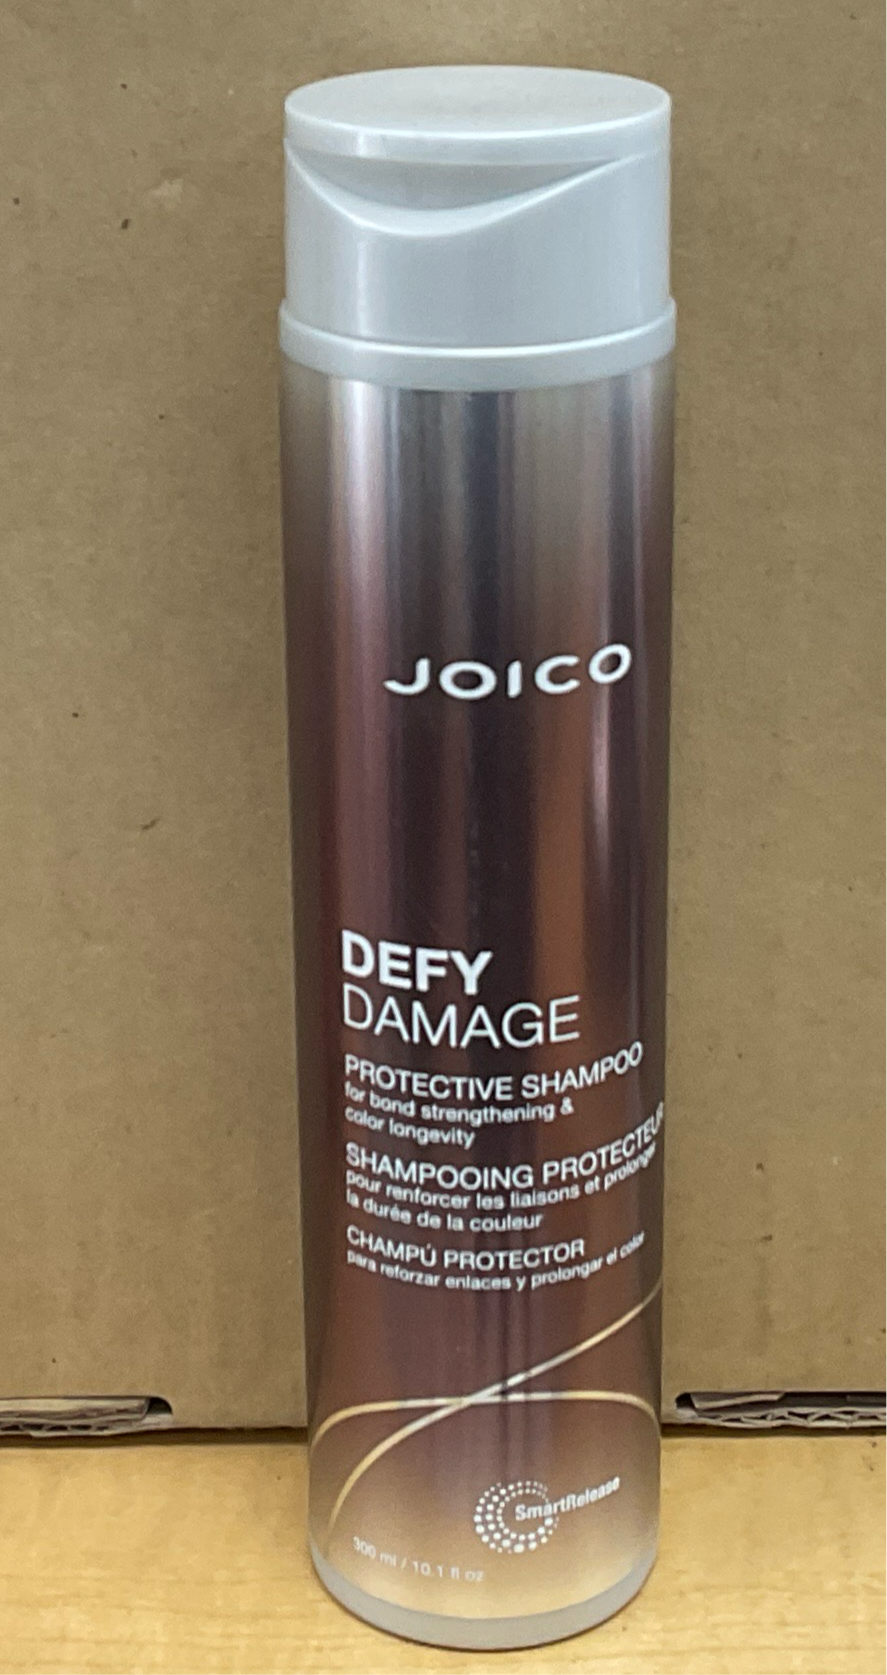 JOICO
DEFY
DAMAGE
PROTECTIVE SHAMPOO
for bond strengthening &
color longevity
SHAMPOOING PROTECTEUR
pour renforcer les liaisons et prolonger
la durée de la couleur
CHAMPÚ PROTECTOR
para reforzar enlaces y prolongar el color
SmartRelease
300 ml / 10.1 fl oz